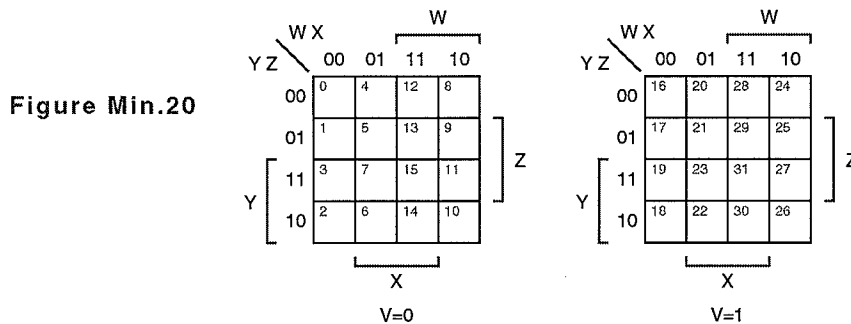 Figure Min.20
W
W X
Y Z
00 01 11 10
00 0 4 12 8
01 1 5 13 9
11 3 7 15 11
10 2 6 14 10
Z
Y
X
V=0
W
W X
Y Z
00 01 11 10
00 16 20 28 24
01 17 21 29 25
11 19 23 31 27
10 18 22 30 26
Z
Y
X
V=1